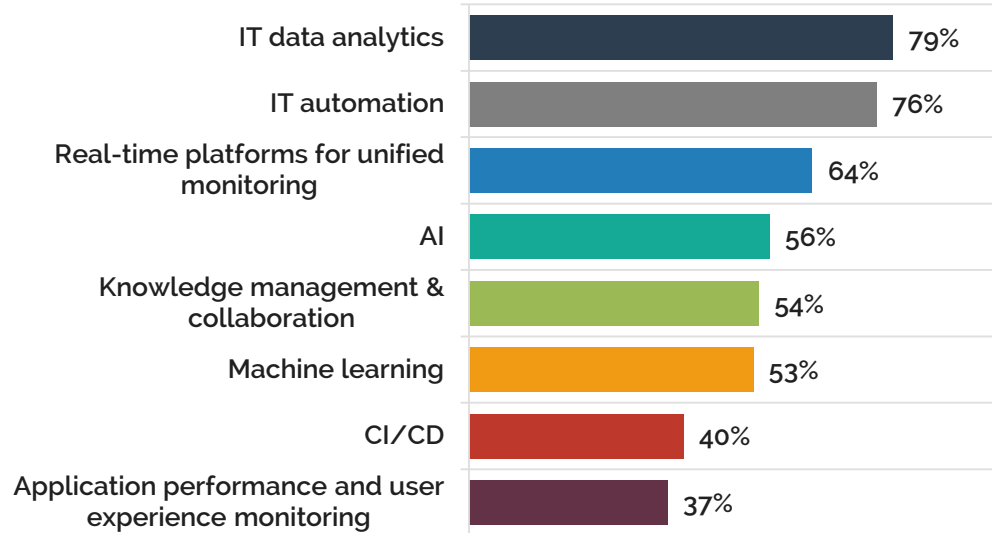 IT data analytics
79%
IT automation
76%
Real-time platforms for unified
monitoring
64%
AI
56%
Knowledge management &
collaboration
54%
Machine learning
53%
CI/CD
40%
Application performance and user
experience monitoring
37%